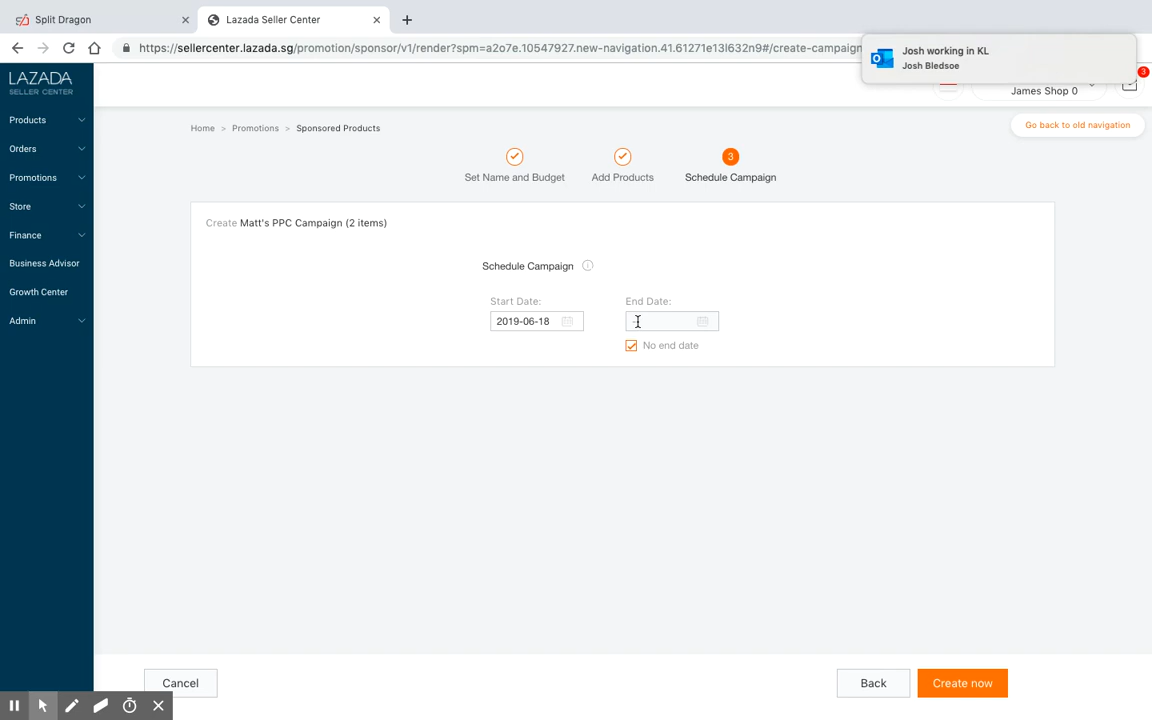 Split Dragon
Lazada Seller Center
https://sellercenter.lazada.sg/promotion/sponsor/v1/render?spm=a2o7e.10547927.new-navigation.41.61271e13l632n9#/create-campaign
Josh working in KL
Josh Bledsoe
LAZADA
SELLER CENTER
3
James Shop 0
Products
Orders
Promotions
Store
Finance
Business Advisor
Growth Center
Admin
Home > Promotions > Sponsored Products
Go back to old navigation
3
Set Name and Budget
Add Products
Schedule Campaign
Create Matt's PPC Campaign (2 items)
Schedule Campaign
Start Date:
End Date:
2019-06-18
No end date
Cancel
Back
Create now